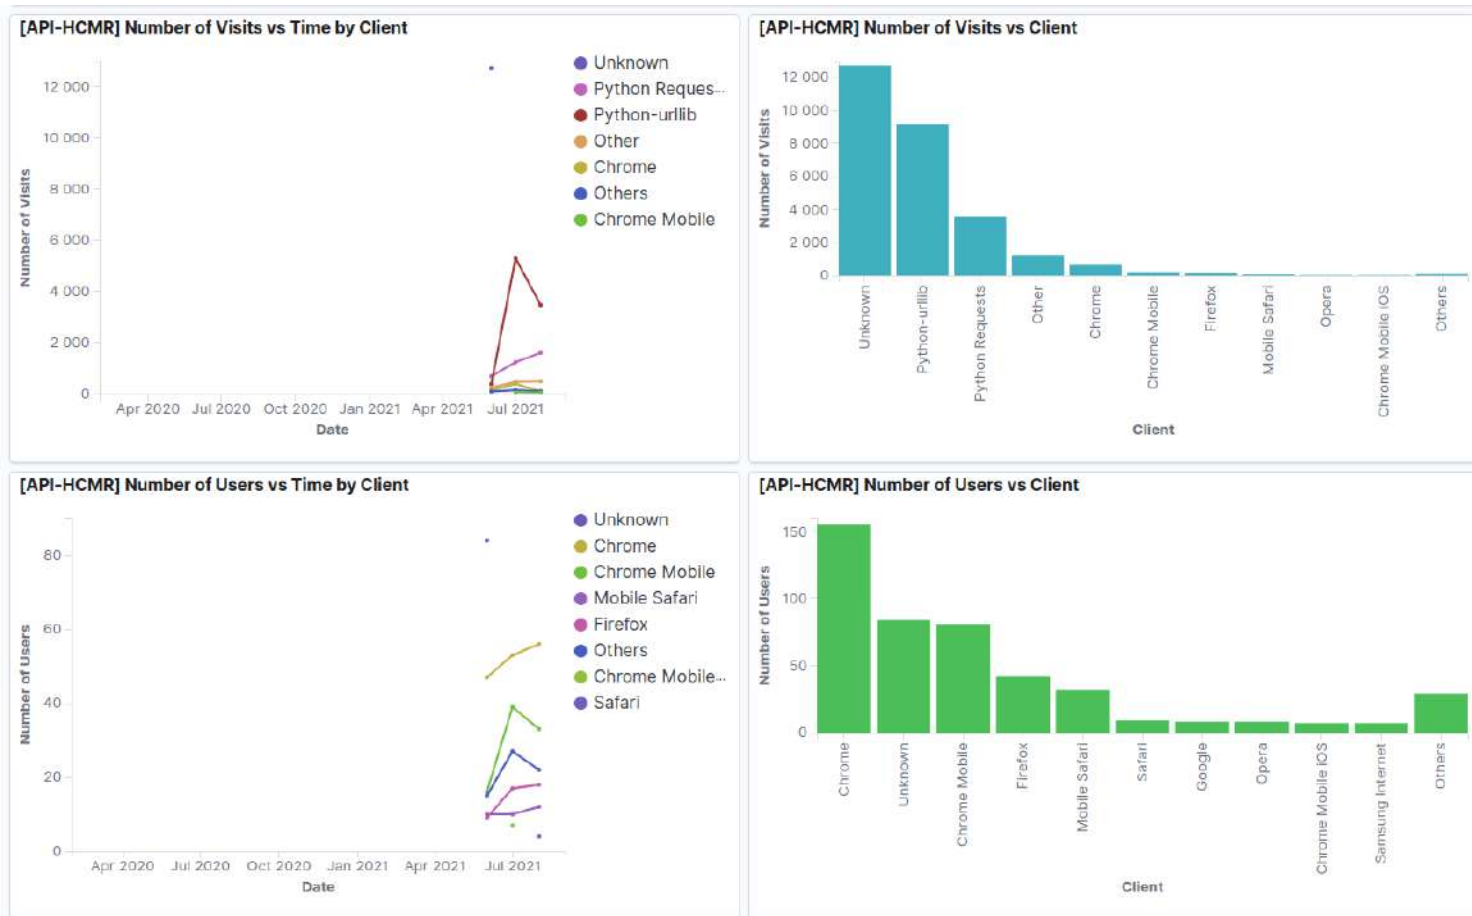 [API-HCMR] Number of Visits vs Time by Client
Number of Visits
12 000
10 000
8 000
6 000
4 000
2 000
0
Apr 2020 Jul 2020 Oct 2020 Jan 2021 Apr 2021 Jul 2021
Date
Unknown
Python Reques...
Python-urllib
Other
Chrome
Others
Chrome Mobile
[API-HCMR] Number of Visits vs Client
Number of Visits
12 000
10 000
8 000
6 000
4 000
2 000
0
Unknown
Python-urllib
Python Requests
Other
Chrome
Chrome Mobile
Firefox
Mobile Safari
Opera
Chrome Mobile iOS
Others
Client
[API-HCMR] Number of Users vs Time by Client
Number of Users
80
60
40
20
0
Apr 2020 Jul 2020 Oct 2020 Jan 2021 Apr 2021 Jul 2021
Date
Unknown
Chrome
Chrome Mobile
Mobile Safari
Firefox
Others
Chrome Mobile...
Safari
[API-HCMR] Number of Users vs Client
Number of Users
150
100
50
0
Chrome
Unknown
Chrome Mobile
Firefox
Mobile Safari
Safari
Google
Opera
Chrome Mobile iOS
Samsung Internet
Others
Client